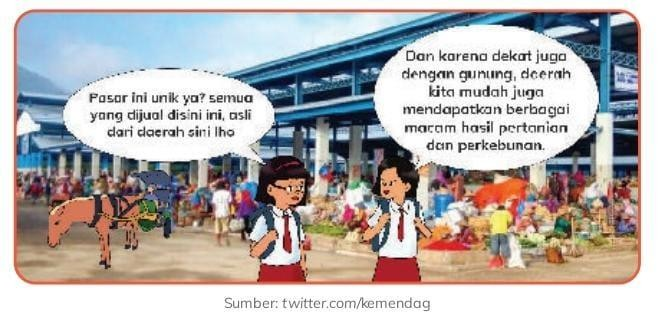 Pasar ini unik ya? semua
yang dijual disini ini, asli
dari daerah sini lho
Dan karena dekat juga
dengan gunung, daerah
kita mudah juga
mendapatkan berbagai
macam hasil pertanian
dan perkebunan.
Sumber: twitter.com/kemendag